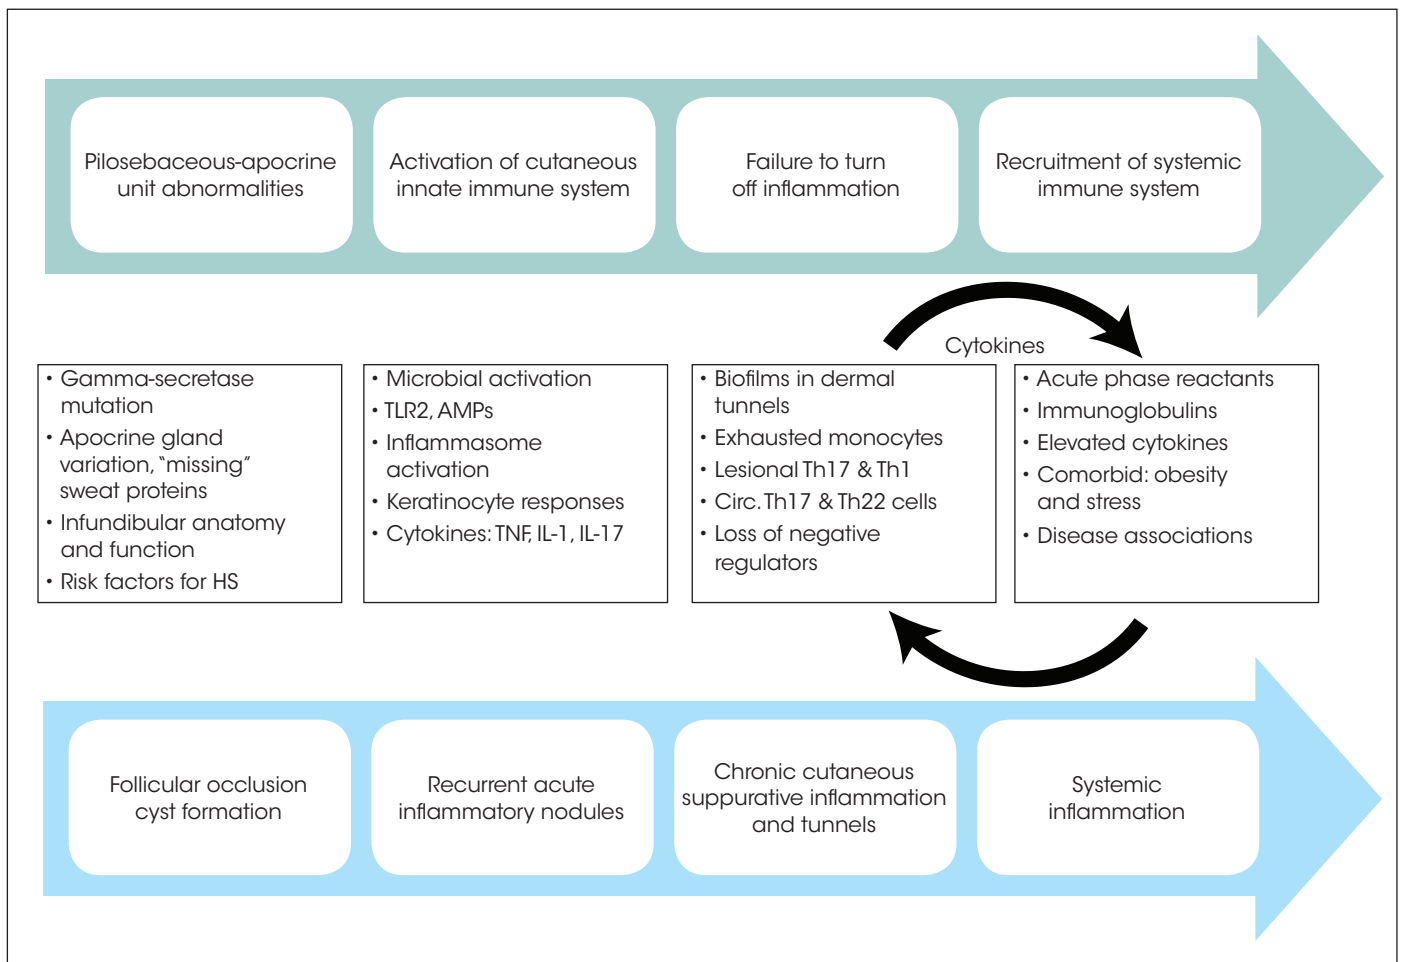 Pilosebaceous-apocrine
unit abnormalities
Activation of cutaneous
innate immune system
Failure to turn
off inflammation
Recruitment of systemic
immune system
Cytokines
• Gamma-secretase
mutation
• Apocrine gland
variation, "missing"
sweat proteins
• Infundibular anatomy
and function
• Risk factors for HS
• Microbial activation
• TLR2, AMPs
• Inflammasome
activation
• Keratinocyte responses
• Cytokines: TNF, IL-1, IL-17
• Biofilms in dermal
tunnels
• Exhausted monocytes
• Lesional Th17 & Th1
• Circ. Th17 & Th22 cells
• Loss of negative
regulators
• Acute phase reactants
• Immunoglobulins
• Elevated cytokines
• Comorbid: obesity
and stress
• Disease associations
Follicular occlusion
cyst formation
Recurrent acute
inflammatory nodules
Chronic cutaneous
suppurative inflammation
and tunnels
Systemic
inflammation